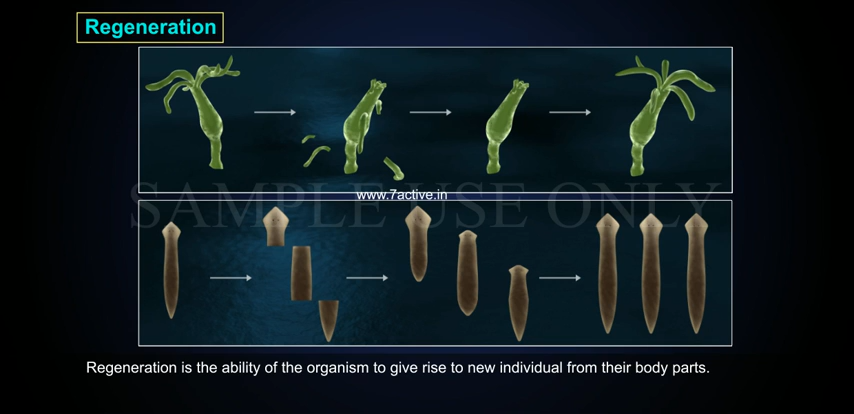 Regeneration
www.7active.in
SAMPLE USE ONLY
Regeneration is the ability of the organism to give rise to new individual from their body parts.